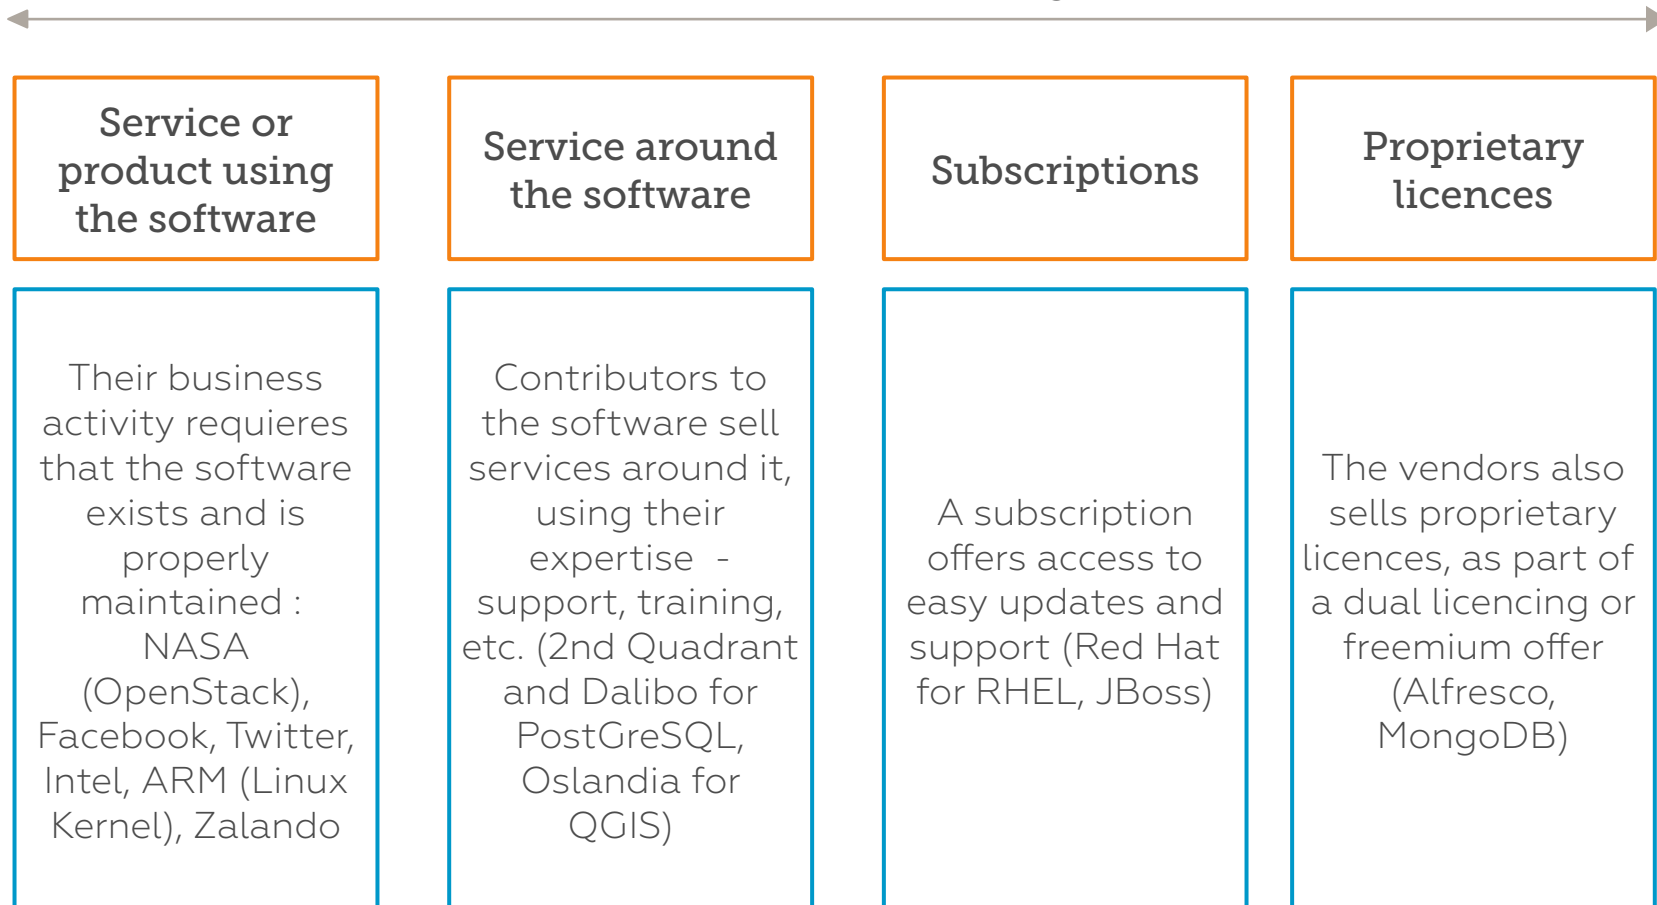 Service or
product using
the software
Service around
the software
Subscriptions
Proprietary
licences
Their business
activity requieres
that the software
exists and is
properly
maintained :
NASA
(OpenStack),
Facebook, Twitter,
Intel, ARM (Linux
Kernel), Zalando
Contributors to
the software sell
services around it,
using their
expertise -
support, training,
etc. (2nd Quadrant
and Dalibo for
PostGreSQL,
Oslandia for
QGIS)
A subscription
offers access to
easy updates and
support (Red Hat
for RHEL, JBoss)
The vendors also
sells proprietary
licences, as part of
a dual licencing or
freemium offer
(Alfresco,
MongoDB)